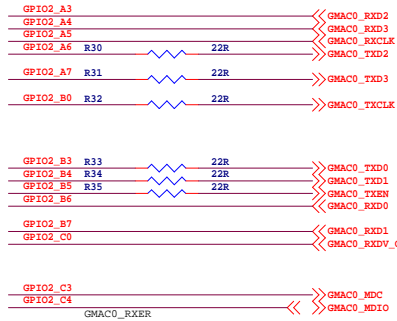 GPIO2_A3 GMAC0_RXD2
GPIO2_A4 GMAC0_RXD3
GPIO2_A5 GMAC0_RXCLK
GPIO2_A6 R30 22R GMAC0_TXD2
GPIO2_A7 R31 22R GMAC0_TXD3
GPIO2_B0 R32 22R GMAC0_TXCLK
GPIO2_B3 R33 22R GMAC0_TXD0
GPIO2_B4 R34 22R GMAC0_TXD1
GPIO2_B5 R35 22R GMAC0_TXEN
GPIO2_B6 GMAC0_RXD0
GPIO2_B7 GMAC0_RXD1
GPIO2_C0 GMAC0_RXDV_
GPIO2_C3 GMAC0_MDC
GPIO2_C4 GMAC0_MDIO
GMAC0_RXER